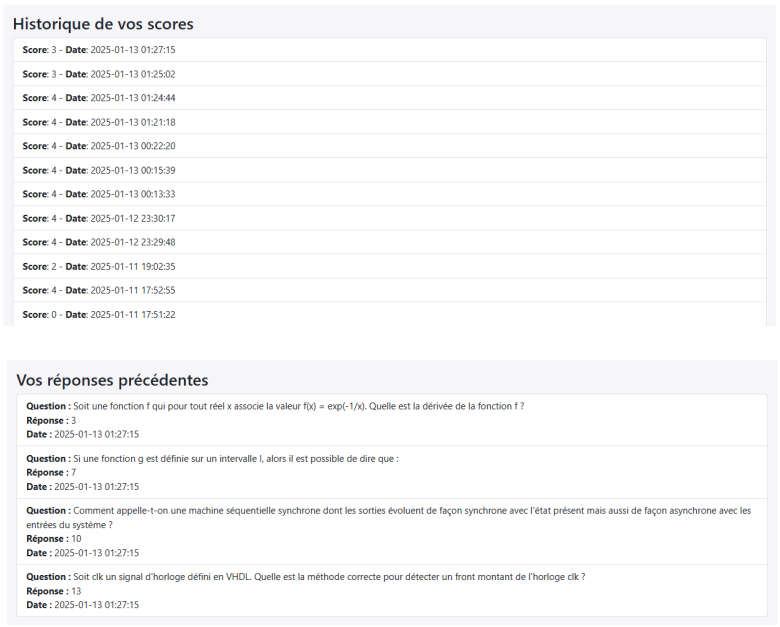 Historique de vos scores
Score: 3 - Date: 2025-01-13 01:27:15
Score: 3 - Date: 2025-01-13 01:25:02
Score: 4 - Date: 2025-01-13 01:24:44
Score: 4 - Date: 2025-01-13 01:21:18
Score: 4 - Date: 2025-01-13 00:22:20
Score: 4 - Date: 2025-01-13 00:15:39
Score: 4 - Date: 2025-01-13 00:13:33
Score: 4 - Date: 2025-01-12 23:30:17
Score: 4 - Date: 2025-01-12 23:29:48
Score: 2 - Date: 2025-01-11 19:02:35
Score: 4 - Date: 2025-01-11 17:52:55
Score: 0 - Date: 2025-01-11 17:51:22
Vos réponses précédentes
Question : Soit une fonction f qui pour tout réel x associe la valeur f(x) = exp(-1/x). Quelle est la dérivée de la fonction f ?
Réponse : 3
Date : 2025-01-13 01:27:15
Question : Si une fonction g est définie sur un intervalle I, alors il est possible de dire que :
Réponse : 7
Date : 2025-01-13 01:27:15
Question : Comment appelle-t-on une machine séquentielle synchrone dont les sorties évoluent de façon synchrone avec l'état présent mais aussi de façon asynchrone avec les
entrées du système ?
Réponse : 10
Date : 2025-01-13 01:27:15
Question : Soit clk un signal d'horloge défini en VHDL. Quelle est la méthode correcte pour détecter un front montant de l'horloge clk ?
Réponse : 13
Date : 2025-01-13 01:27:15